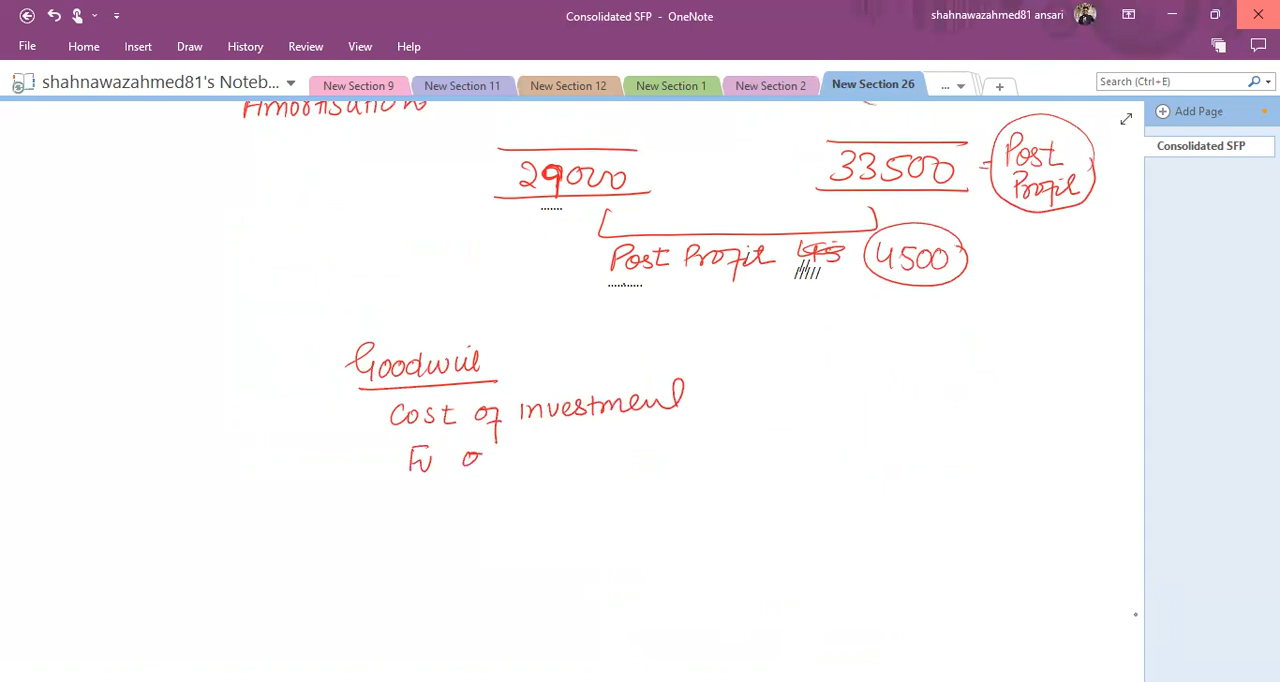 Consolidated SFP - OneNote
shahnawazahmed81 ansari
File Home Insert Draw History Review View Help
shahnawazahmed81's Noteb... New Section 9 New Section 11 New Section 12 New Section 1 New Section 2 New Section 26 ... Search (Ctrl+E)
Add Page
Consolidated SFP
Amortisation
29000 33500 = Post Profit
Post Profit 4500
Goodwill
Cost of investment
FV o